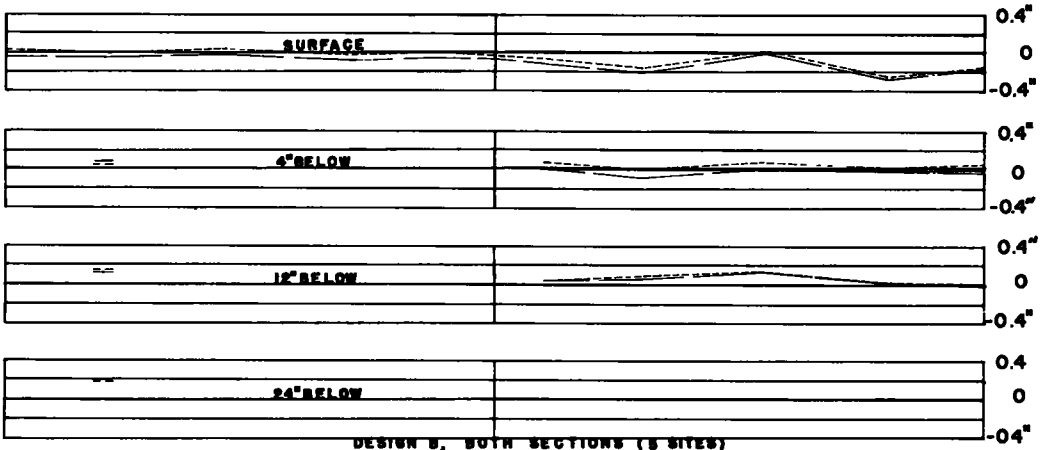 0.4"
SURFACE
0
-0.4"
0.4"
4" BELOW
0
-0.4"
0.4"
12" BELOW
0
-0.4"
0.4
24" BELOW
0
-04"
DESIGN B, BOTH SECTIONS (5 SITES)